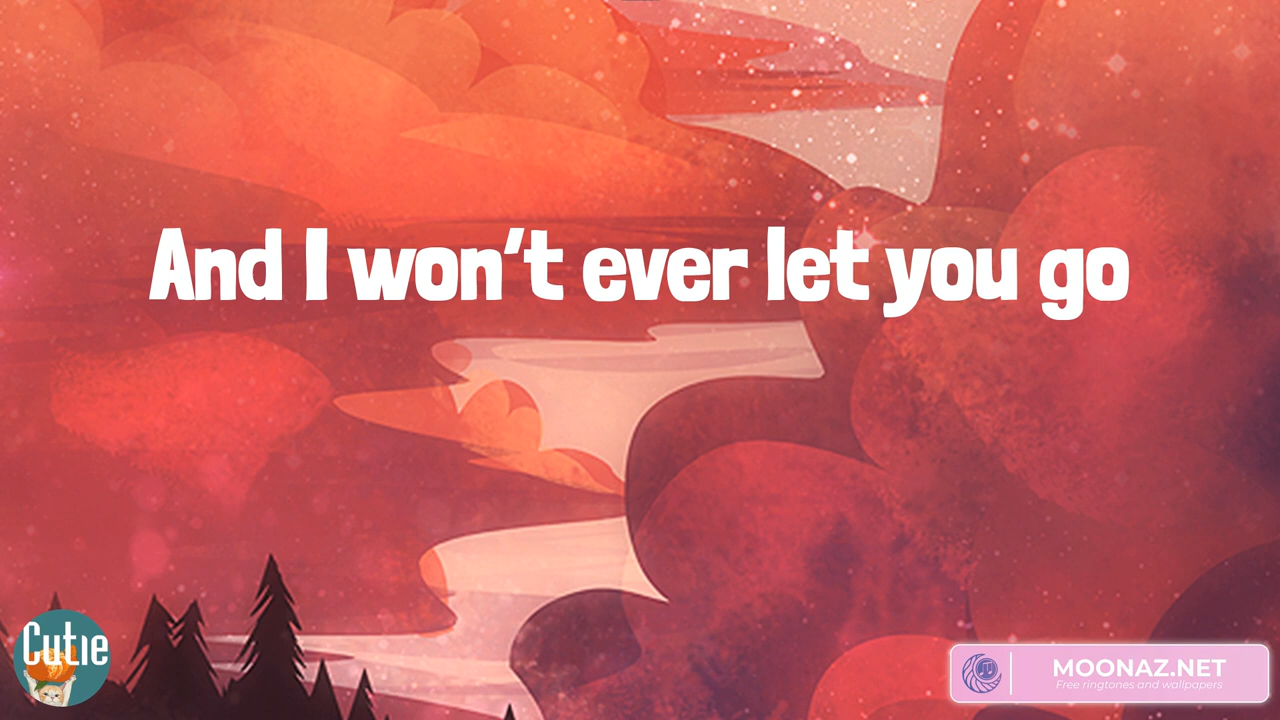 And I won't ever let you go
Cutie
MOONAZ.NET
Free ringtones and wallpapers